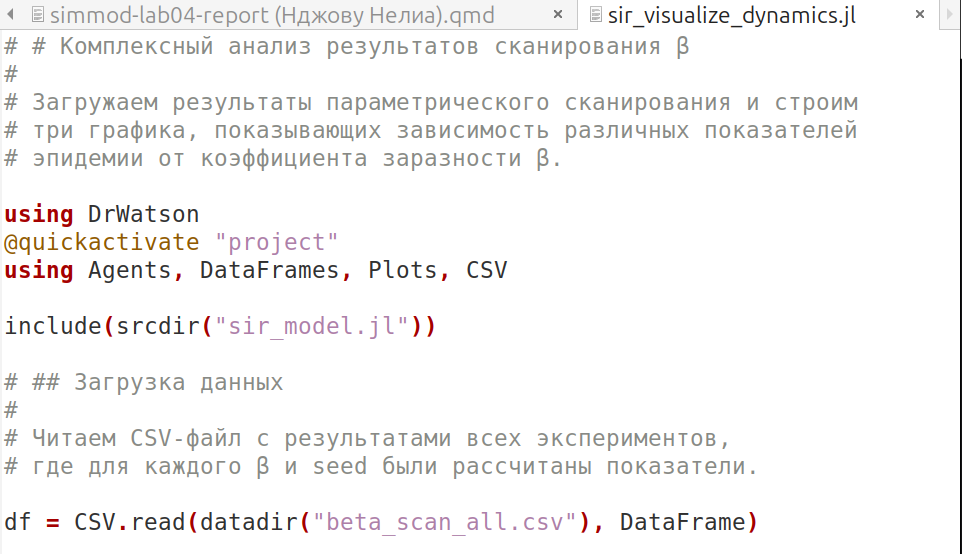 simmod-lab04-report (Нджову Нелиа).qmd × sir_visualize_dynamics.jl ×
# # Комплексный анализ результатов сканирования β
#
# Загружаем результаты параметрического сканирования и строим
# три графика, показывающих зависимость различных показателей
# эпидемии от коэффициента заразности β.
using DrWatson
@quickactivate "project"
using Agents, DataFrames, Plots, CSV
include(srcdir("sir_model.jl"))
# ## Загрузка данных
#
# Читаем CSV-файл с результатами всех экспериментов,
# где для каждого β и seed были рассчитаны показатели.
df = CSV.read(datadir("beta_scan_all.csv"), DataFrame)